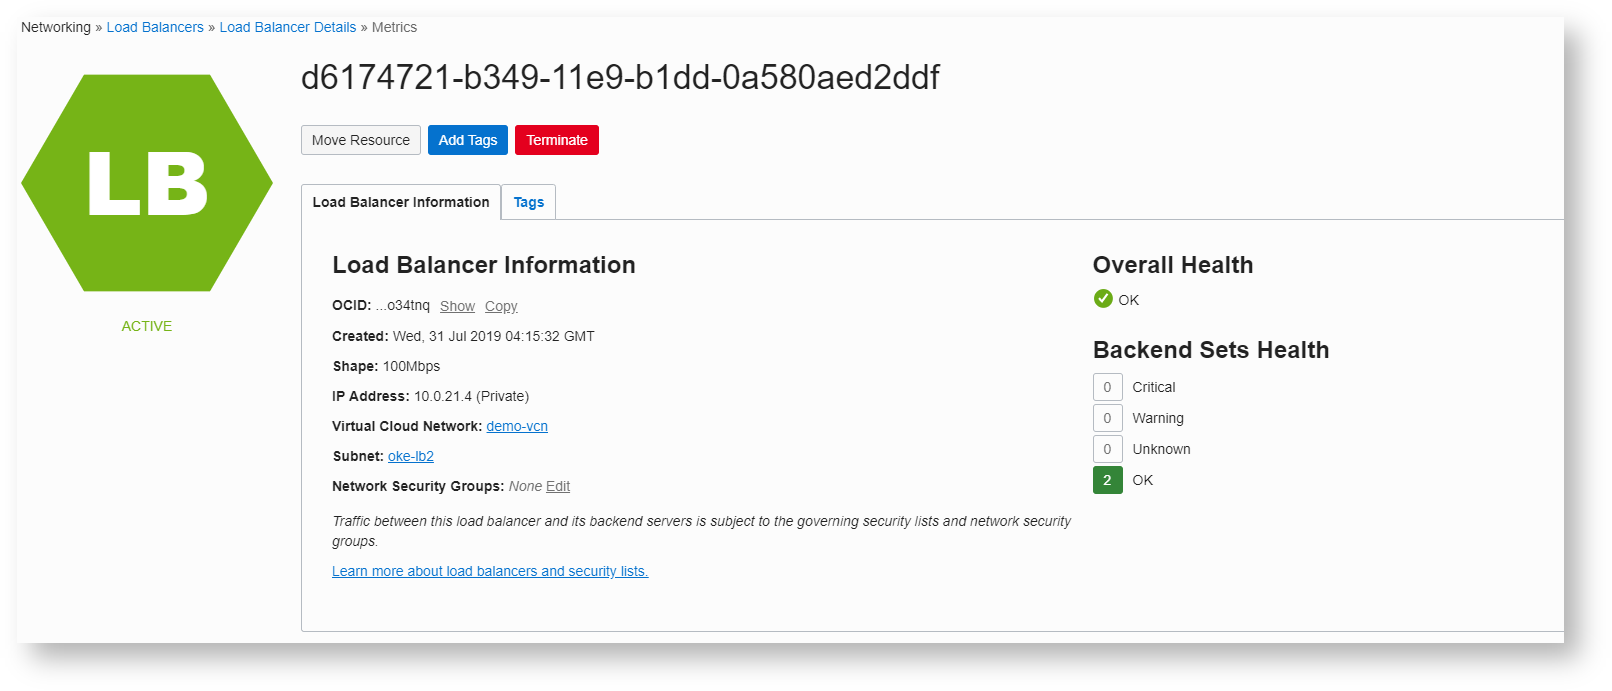 Networking » Load Balancers » Load Balancer Details » Metrics
LB
ACTIVE
d6174721-b349-11e9-b1dd-0a580aed2ddf
Move Resource Add Tags Terminate
Load Balancer Information Tags
Load Balancer Information
OCID: ...o34tnq Show Copy
Created: Wed, 31 Jul 2019 04:15:32 GMT
Shape: 100Mbps
IP Address: 10.0.21.4 (Private)
Virtual Cloud Network: demo-vcn
Subnet: oke-lb2
Network Security Groups: None Edit
Traffic between this load balancer and its backend servers is subject to the governing security lists and network security
groups.
Learn more about load balancers and security lists.
Overall Health
OK
Backend Sets Health
0 Critical
0 Warning
0 Unknown
2 OK